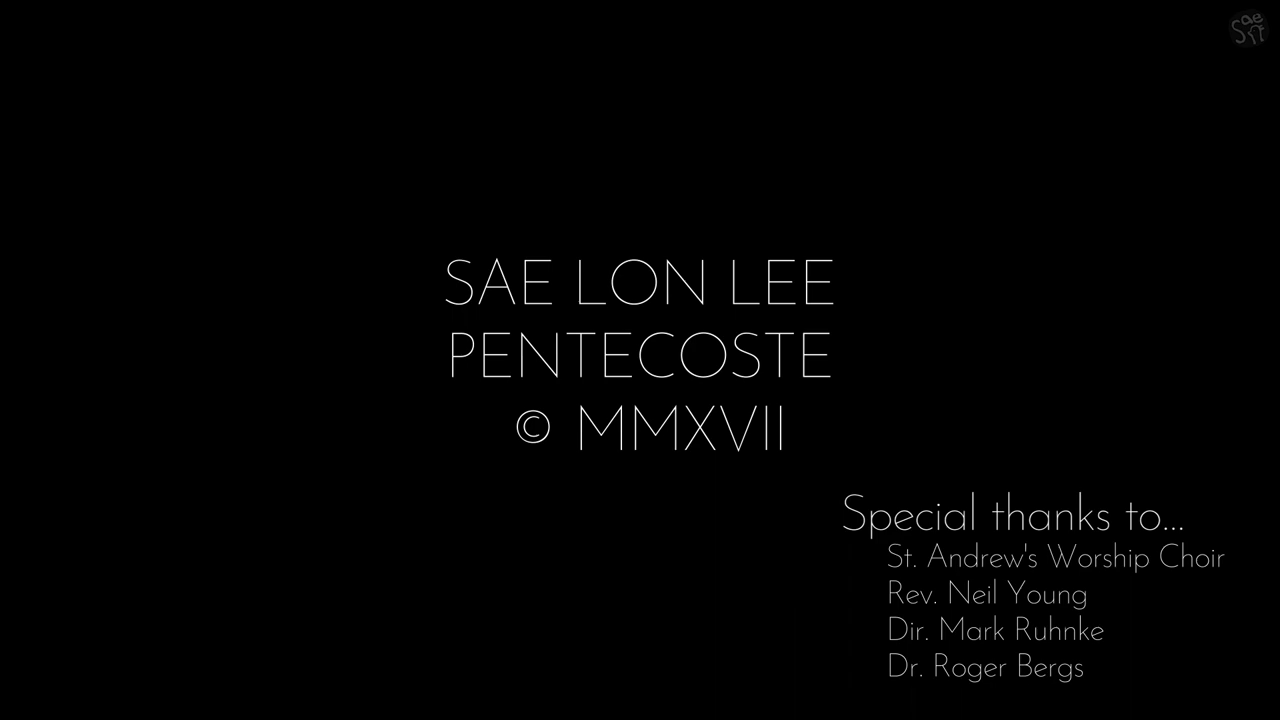 SAE LON LEE
PENTECOSTE
© MMXVII
Special thanks to...
St. Andrew's Worship Choir
Rev. Neil Young
Dir. Mark Ruhnke
Dr. Roger Bergs